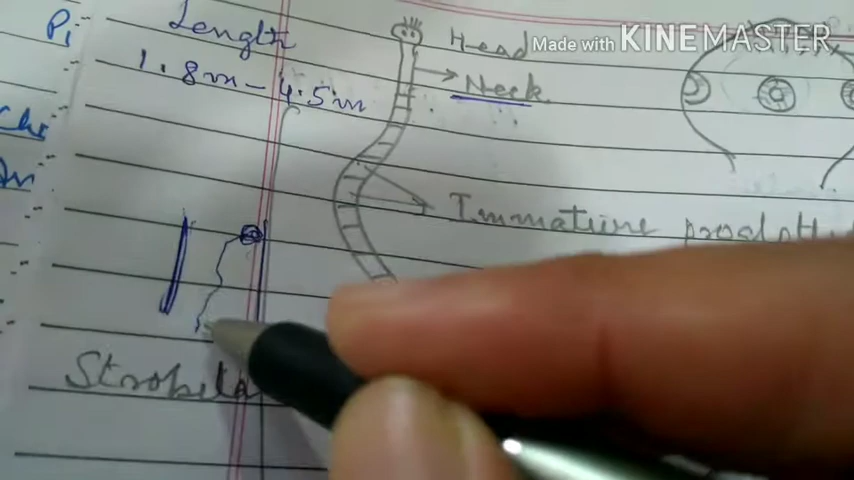 Length
1.8m - 4.5m
Head
Neck
Immature
Strobila
Made with KINEMASTER